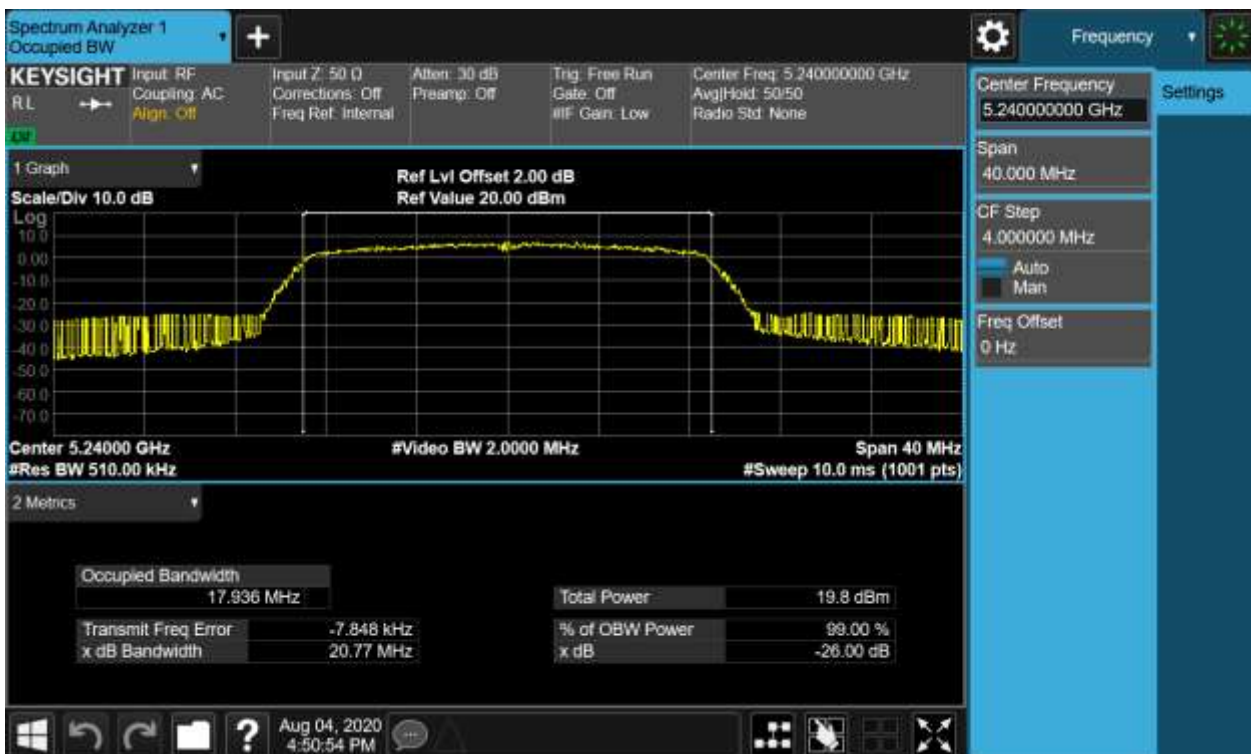 Spectrum Analyzer 1
Occupied BW
+
Frequency
KEYSIGHT
RL
Input: RF
Coupling: AC
Align: Off
Input Z: 50 Ω
Corrections: Off
Freq Ref: Internal
Atten: 30 dB
Preamp: Off
Trig: Free Run
Gate: Off
#IF Gain: Low
Center Freq: 5.240000000 GHz
Avg|Hold: 50/50
Radio Std: None
Center Frequency
5.240000000 GHz
Settings
Span
40.000 MHz
CF Step
4.000000 MHz
Auto
Man
Freq Offset
0 Hz
1 Graph
Scale/Div 10.0 dB
Ref Lvl Offset 2.00 dB
Ref Value 20.00 dBm
Log
10.0
0.00
-10.0
-20.0
-30.0
-40.0
-50.0
-60.0
-70.0
Center 5.24000 GHz
#Video BW 2.0000 MHz
Span 40 MHz
#Res BW 510.00 kHz
#Sweep 10.0 ms (1001 pts)
2 Metrics
Occupied Bandwidth
17.936 MHz
Total Power 19.8 dBm
Transmit Freq Error -7.848 kHz
% of OBW Power 99.00 %
x dB Bandwidth 20.77 MHz
x dB -26.00 dB
?
Aug 04, 2020
4:50:54 PM